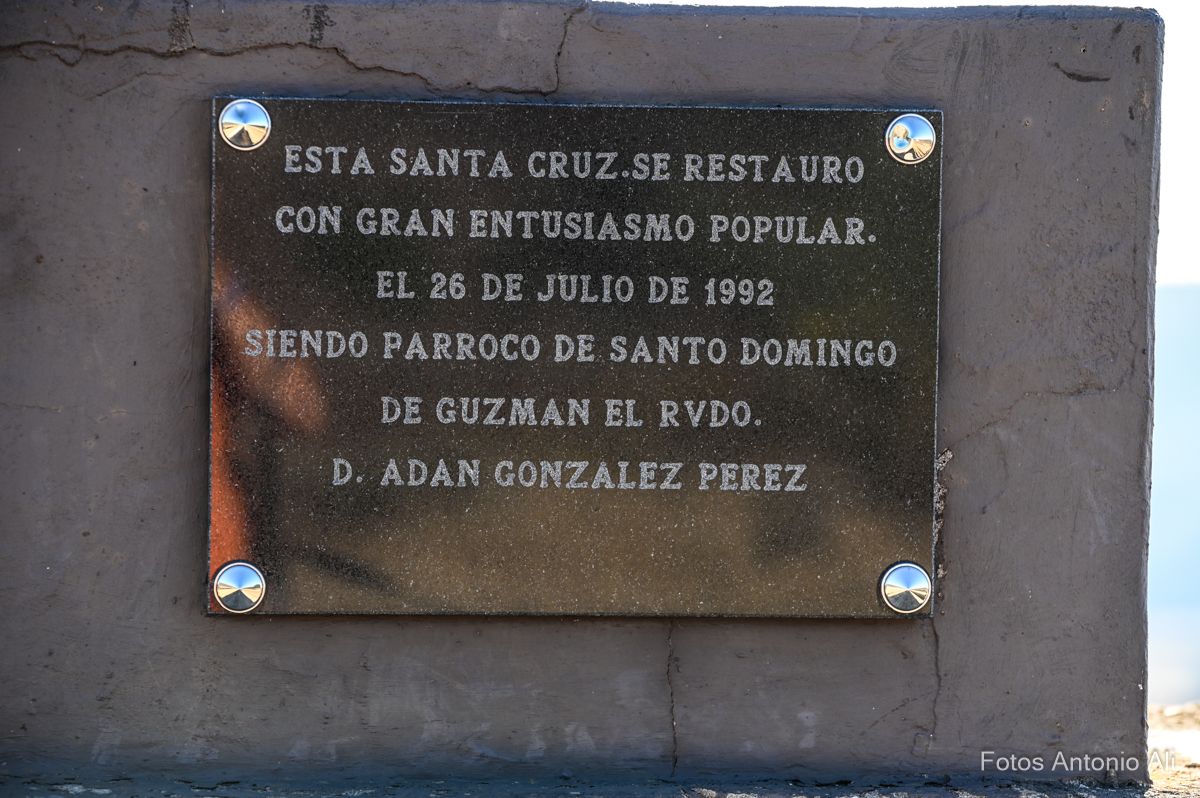 ESTA SANTA CRUZ.SE RESTAURO
CON GRAN ENTUSIASMO POPULAR.
EL 26 DE JULIO DE 1992
SIENDO PARROCO DE SANTO DOMINGO
DE GUZMAN EL RVDO.
D. ADAN GONZALEZ PEREZ
Fotos Antonio Alí